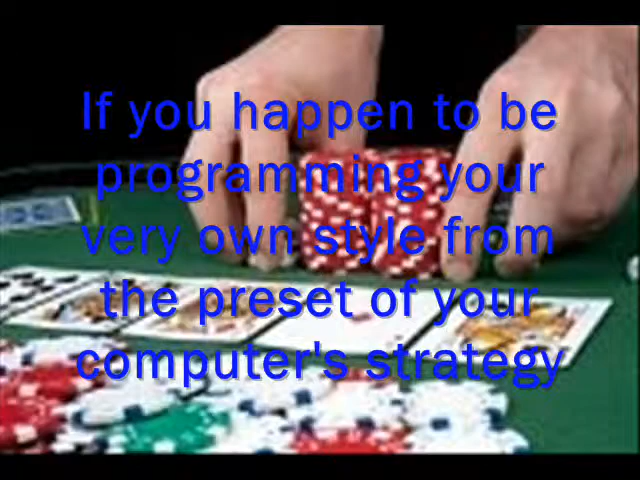 If you happen to be
programming your
very own style from
the preset of your
computer's strategy